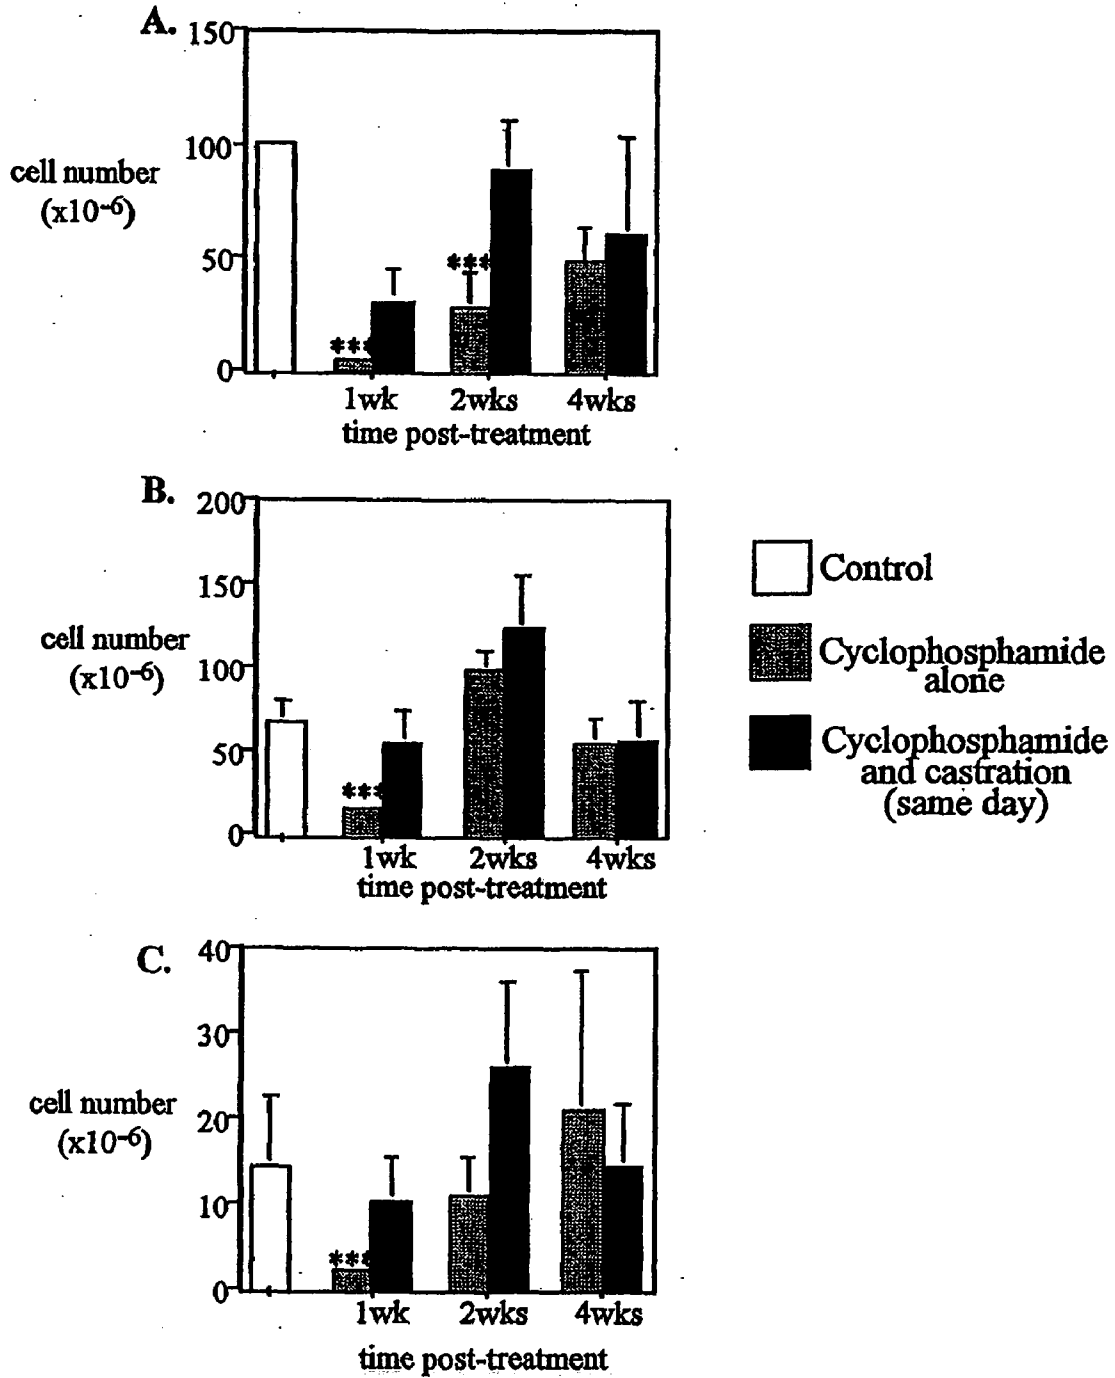 A.
150
100
50
0
cell number
(x10⁻⁶)
***
***
1wk 2wks 4wks
time post-treatment
B.
200
150
100
50
0
cell number
(x10⁻⁶)
***
1wk 2wks 4wks
time post-treatment
Control
Cyclophosphamide
alone
Cyclophosphamide
and castration
(same day)
C.
40
30
20
10
0
cell number
(x10⁻⁶)
***
1wk 2wks 4wks
time post-treatment